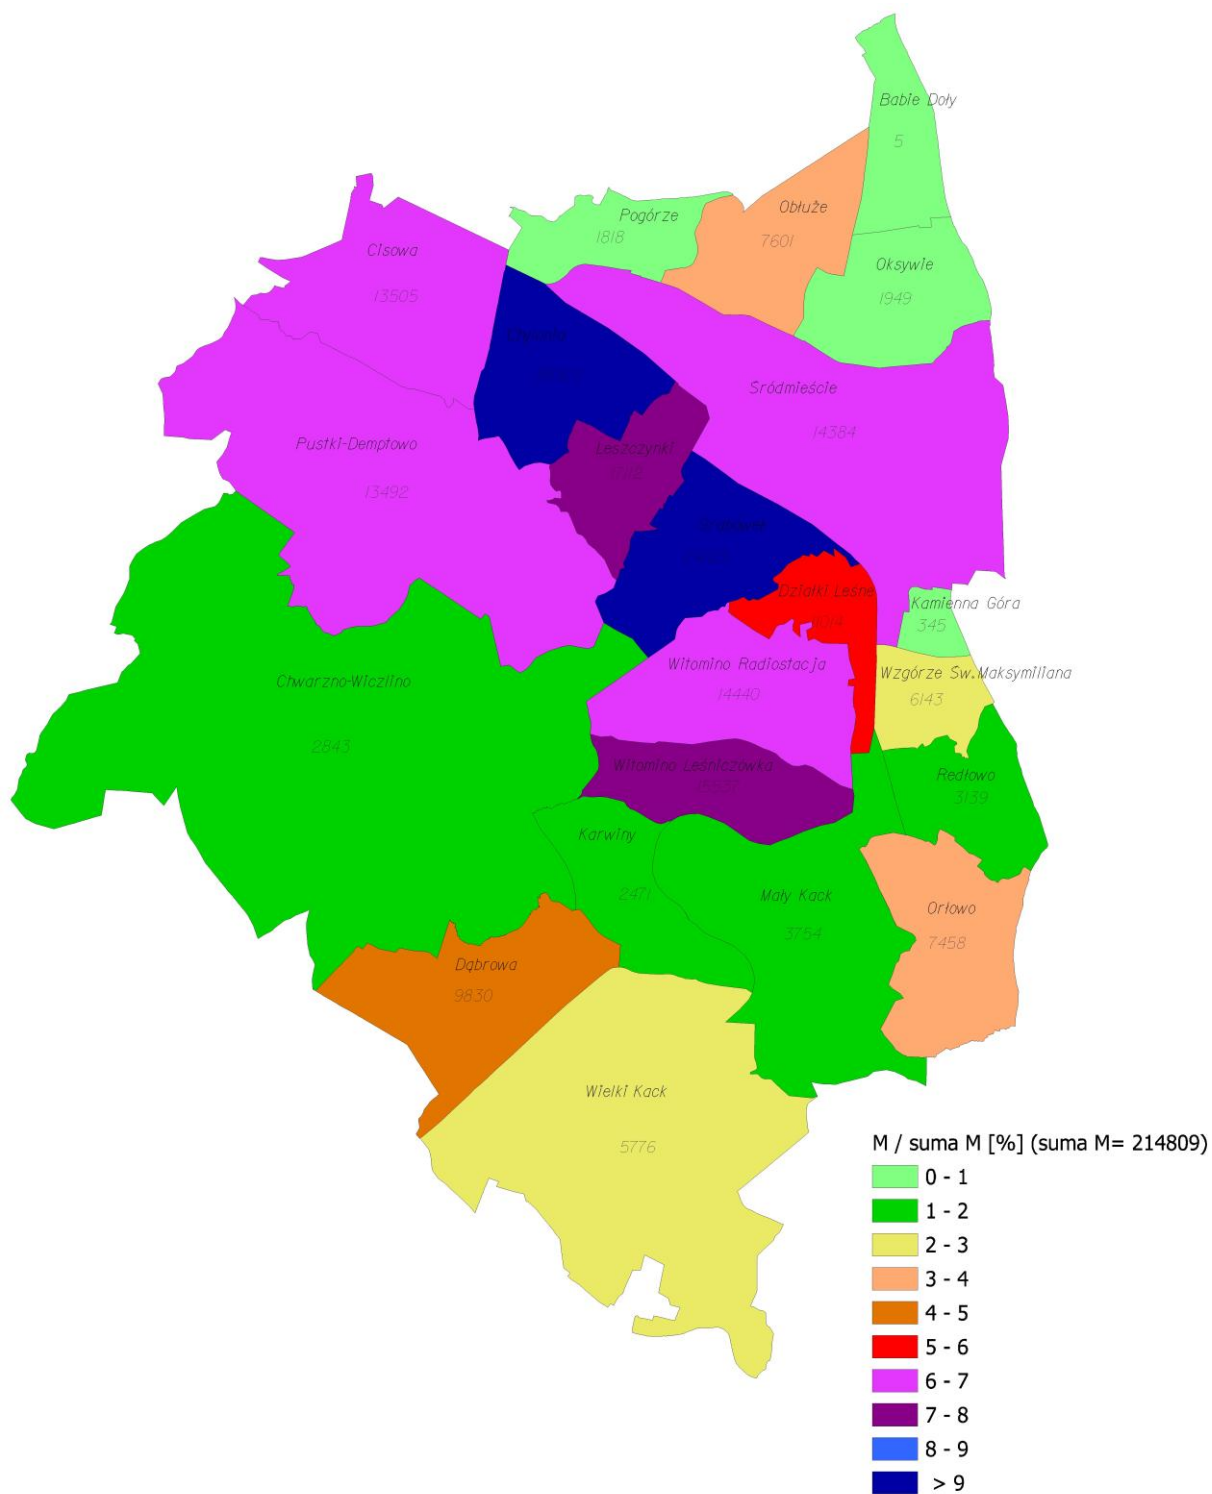 Babie Doły
5
Obłuże
7601
Pogórze
1818
Oksywie
1949
Cisowa
13505
Chylonia
Śródmieście
14384
Pustki-Demptowo
13492
Leszczynki
17112
Grabówek
Działki Leśne
Kamienna Góra
345
Witomino Radiostacja
14440
Wzgórze Św.Maksymiliana
6143
Chwarzno-Wiczlino
2843
Witomino Leśniczówka
Redłowo
3139
Karwiny
2471
Mały Kack
3754
Orłowo
7458
Dąbrowa
9830
Wielki Kack
5776
M / suma M [%] (suma M= 214809)
0 - 1
1 - 2
2 - 3
3 - 4
4 - 5
5 - 6
6 - 7
7 - 8
8 - 9
> 9